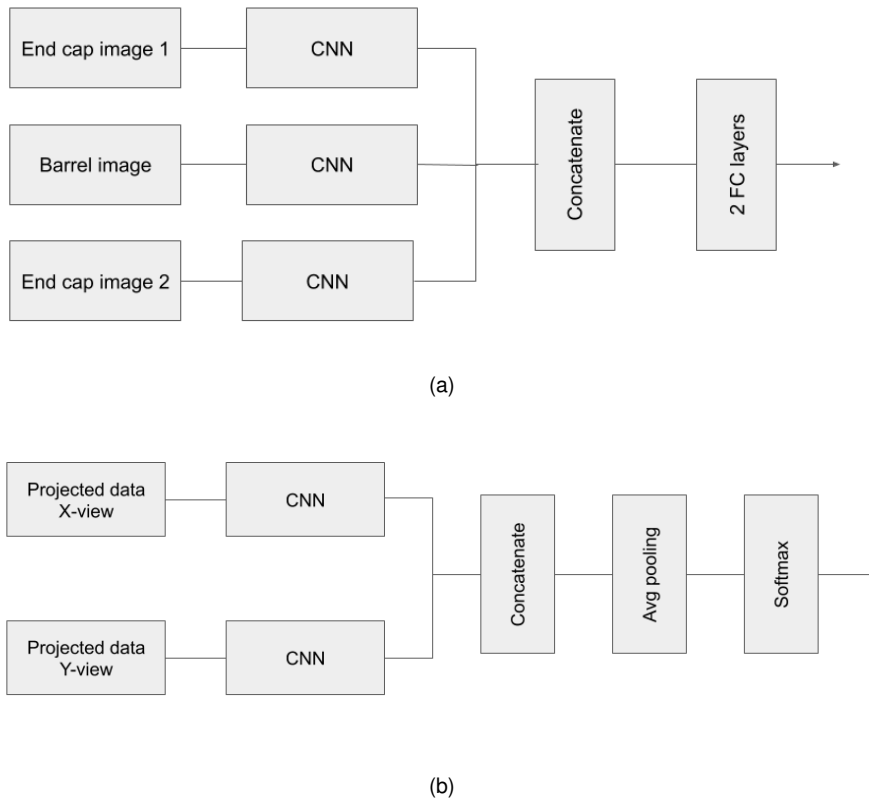 End cap image 1
CNN
Barrel image
CNN
End cap image 2
CNN
Concatenate
2 FC layers
(a)
Projected data
X-view
CNN
Projected data
Y-view
CNN
Concatenate
Avg pooling
Softmax
(b)